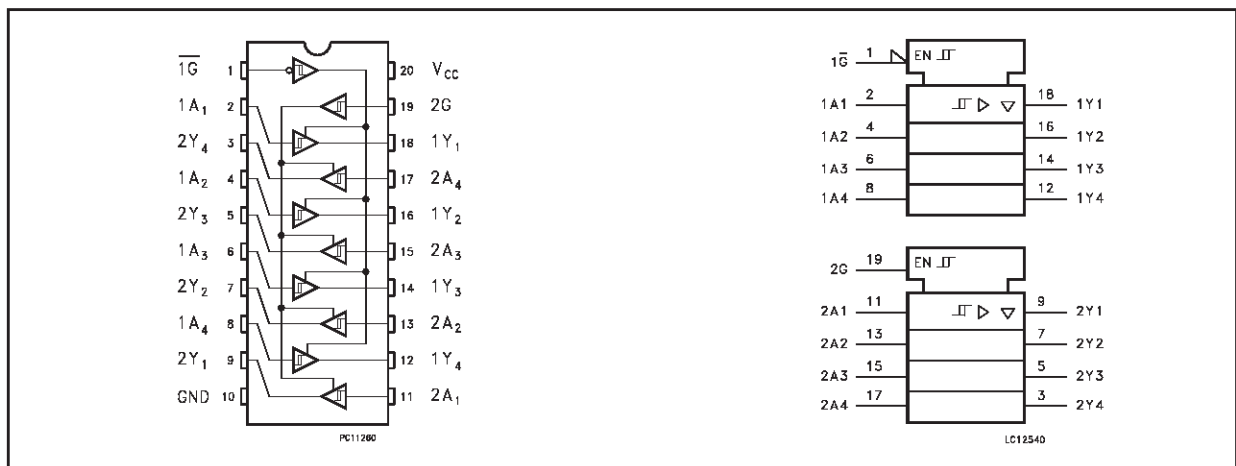 1G 1 20 VCC
1A1 2 19 2G
2Y4 3 18 1Y1
1A2 4 17 2A4
2Y3 5 16 1Y2
1A3 6 15 2A3
2Y2 7 14 1Y3
1A4 8 13 2A2
2Y1 9 12 1Y4
GND 10 11 2A1
PC11260
1G 1 EN
1A1 2 18 1Y1
1A2 4 16 1Y2
1A3 6 14 1Y3
1A4 8 12 1Y4
2G 19 EN
2A1 11 9 2Y1
2A2 13 7 2Y2
2A3 15 5 2Y3
2A4 17 3 2Y4
LC12540